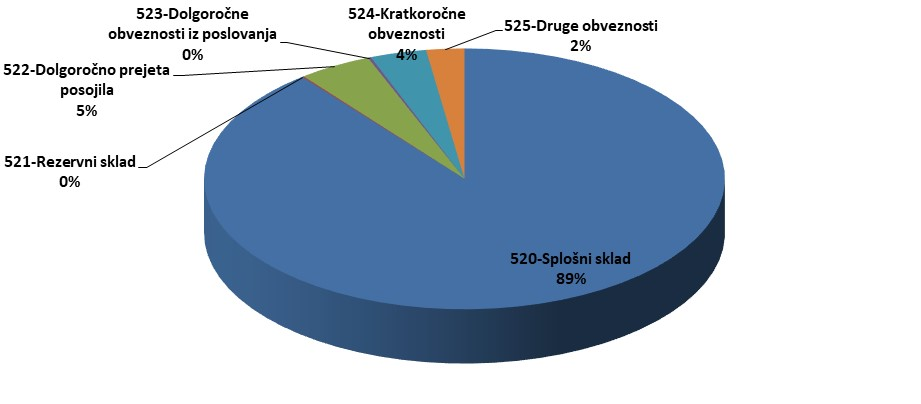 523-Dolgoročne
obveznosti iz poslovanja
0%
524-Kratkoročne
obveznosti
4%
525-Druge obveznosti
2%
522-Dolgoročno prejeta
posojila
5%
521-Rezervni sklad
0%
520-Splošni sklad
89%